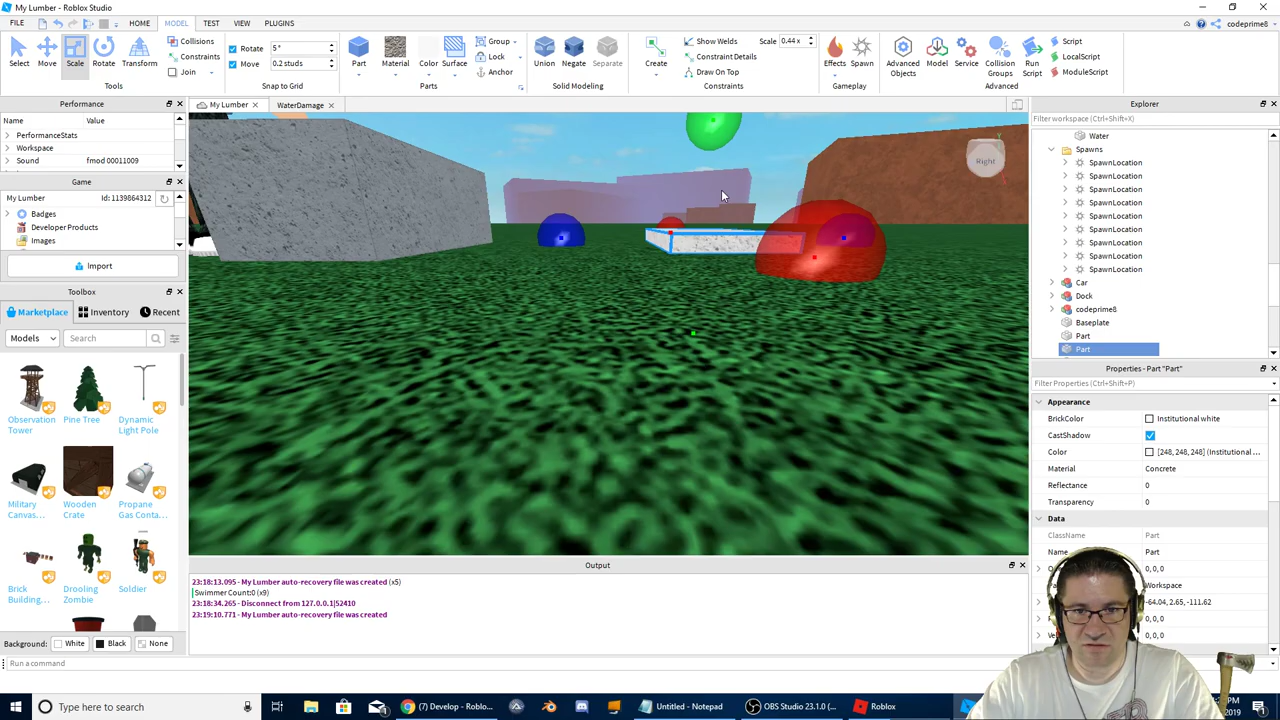 My Lumber - Roblox Studio
FILE HOME MODEL TEST VIEW PLUGINS codeprime8
Select Move Scale Rotate Transform
Collisions
Constraints
Join
Tools
Rotate 5 °
Move 0.2 studs
Snap to Grid
Part Material Color Surface
Group
Lock
Anchor
Parts
Union Negate Separate
Solid Modeling
Create
Show Welds Scale 0.44 x
Constraint Details
Draw On Top
Constraints
Effects Spawn
Gameplay
Advanced Objects Model Service Collision Groups Run Script
Script
LocalScript
ModuleScript
Advanced
Performance
Name Value
PerformanceStats
Workspace
Sound fmod 00011009
Game
Id: 1139864312
Badges
Developer Products
Images
Import
Toolbox
Marketplace Inventory Recent
Models Search
Observation Tower
Pine Tree
Dynamic Light Pole
Military Canvas...
Wooden Crate
Propane Gas Conta...
Brick Building...
Drooling Zombie
Soldier
Background: White Black None
Run a command
My Lumber WaterDamage
Right
Output
23:18:13.095 - My Lumber auto-recovery file was created (x5)
Swimmer Count:0 (x9)
23:18:34.265 - Disconnect from 127.0.0.1|52410
23:19:10.771 - My Lumber auto-recovery file was created
Explorer
Filter workspace (Ctrl+Shift+X)
Water
Spawns
SpawnLocation
SpawnLocation
SpawnLocation
SpawnLocation
SpawnLocation
SpawnLocation
SpawnLocation
SpawnLocation
SpawnLocation
Car
Dock
codeprime8
Baseplate
Part
Part
Properties - Part "Part"
Filter Properties (Ctrl+Shift+P)
Appearance
BrickColor Institutional white
CastShadow
Color [248, 248, 248] (Institutional ...
Material Concrete
Reflectance 0
Transparency 0
Data
ClassName Part
Name Part
0, 0, 0
Workspace
-64.04, 2.65, -111.62
0, 0, 0
0, 0, 0
Type here to search
(7) Develop - Roblo...
Untitled - Notepad
OBS Studio 23.1.0 (...
Roblox